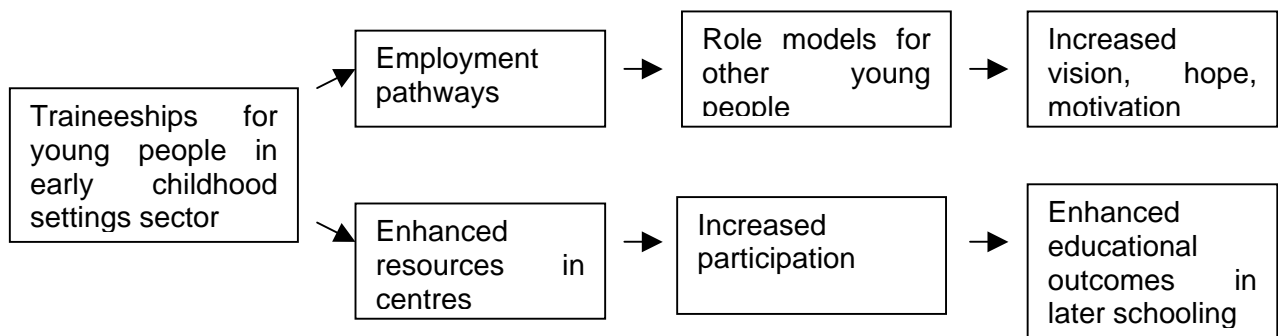 Traineeships for
young people in
early childhood
settings sector
Employment
pathways
Role models for
other young
people
Increased
vision, hope,
motivation
Enhanced
resources in
centres
Increased
participation
Enhanced
educational
outcomes in
later schooling